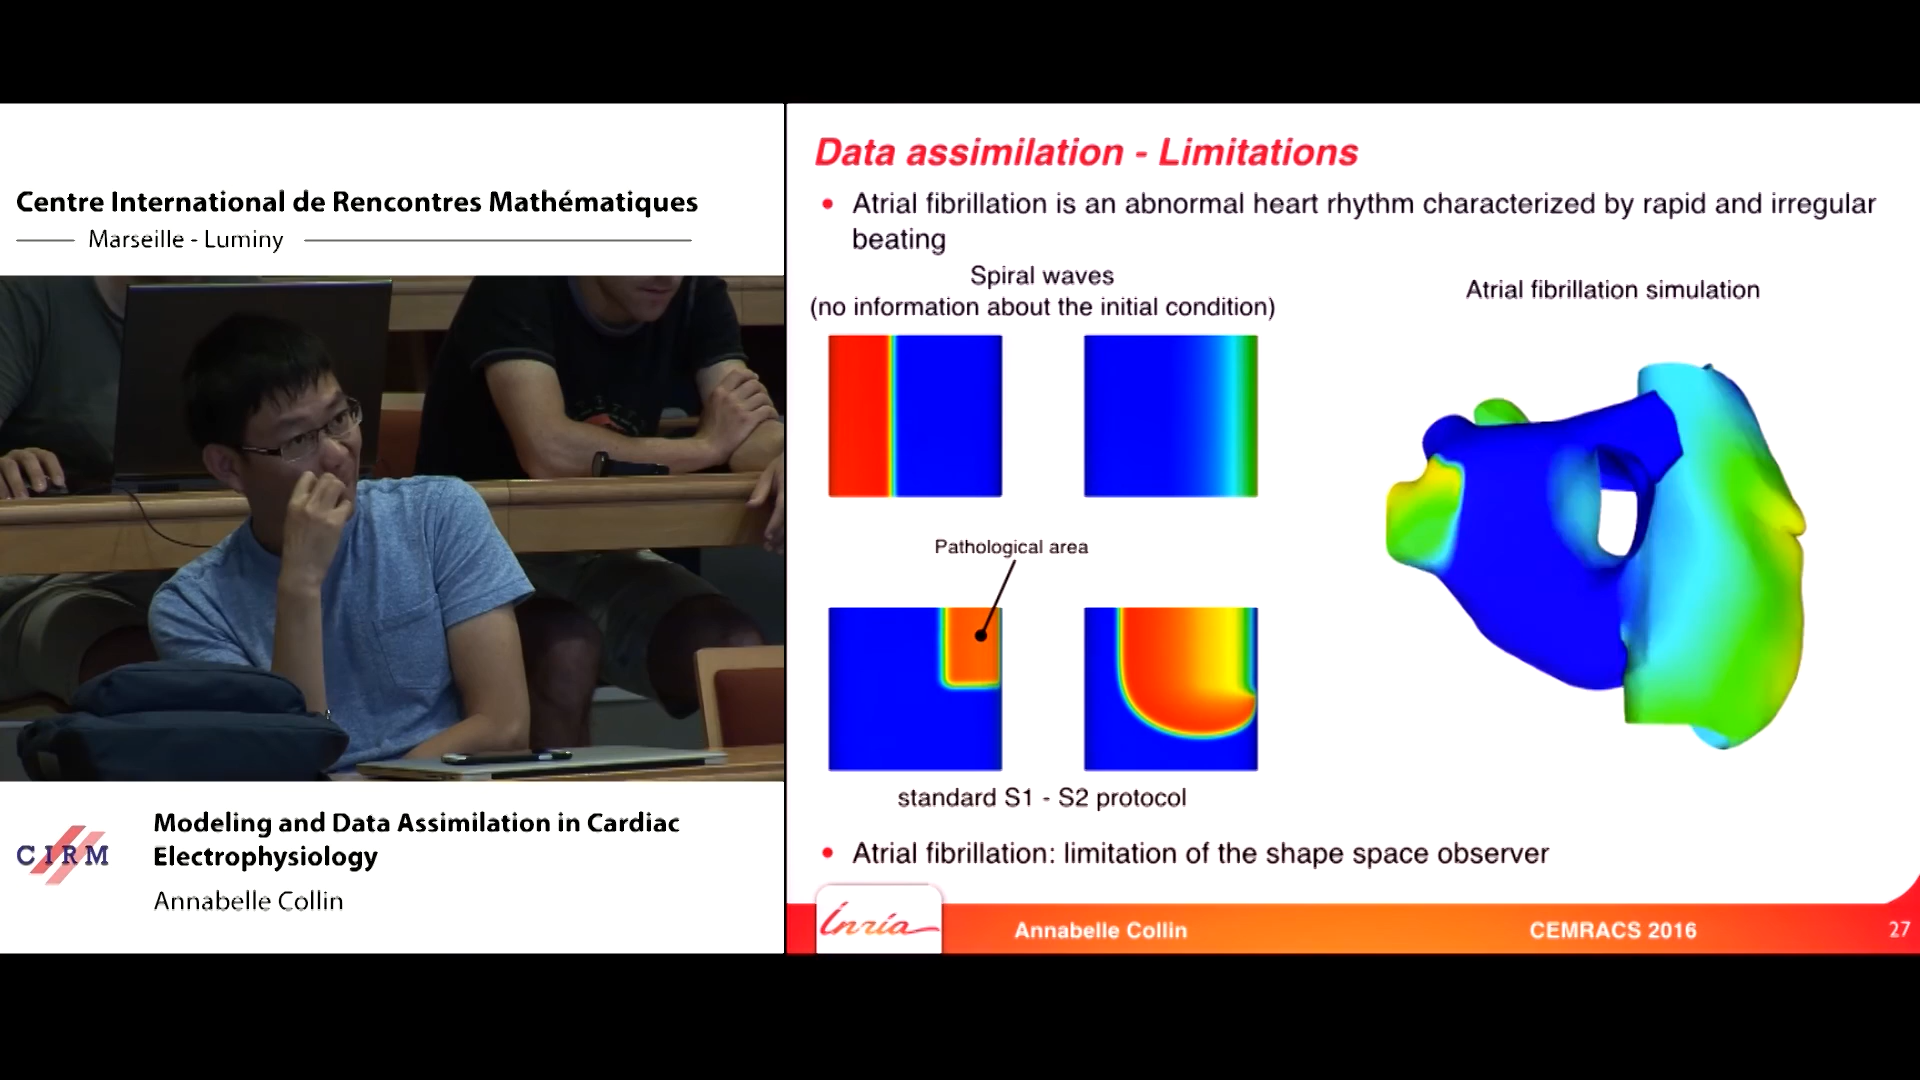 Centre International de Rencontres Mathématiques
Marseille - Luminy
CIRM
Modeling and Data Assimilation in Cardiac
Electrophysiology
Annabelle Collin
Data assimilation - Limitations
• Atrial fibrillation is an abnormal heart rhythm characterized by rapid and irregular
beating
Spiral waves
(no information about the initial condition)
Atrial fibrillation simulation
Pathological area
standard S1 - S2 protocol
• Atrial fibrillation: limitation of the shape space observer
Inria
Annabelle Collin
CEMRACS 2016
27